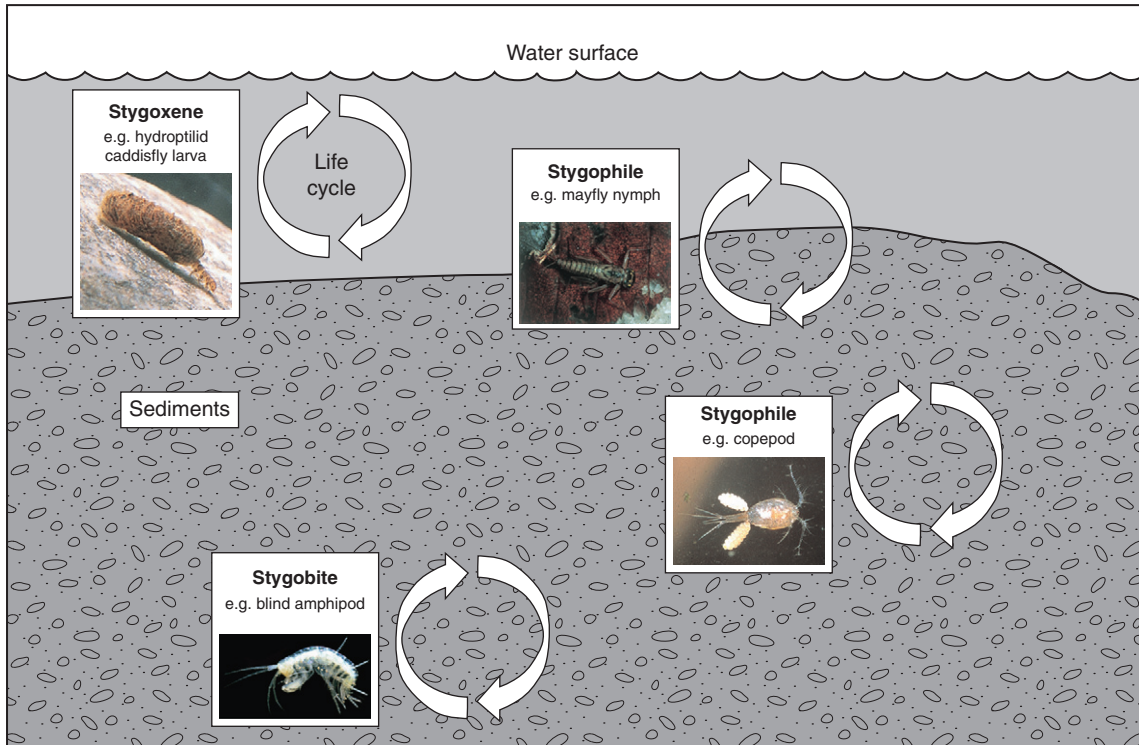 Water surface
Stygoxene
e.g. hydroptilid
caddisfly larva
Life
cycle
Stygophile
e.g. mayfly nymph
Sediments
Stygophile
e.g. copepod
Stygobite
e.g. blind amphipod